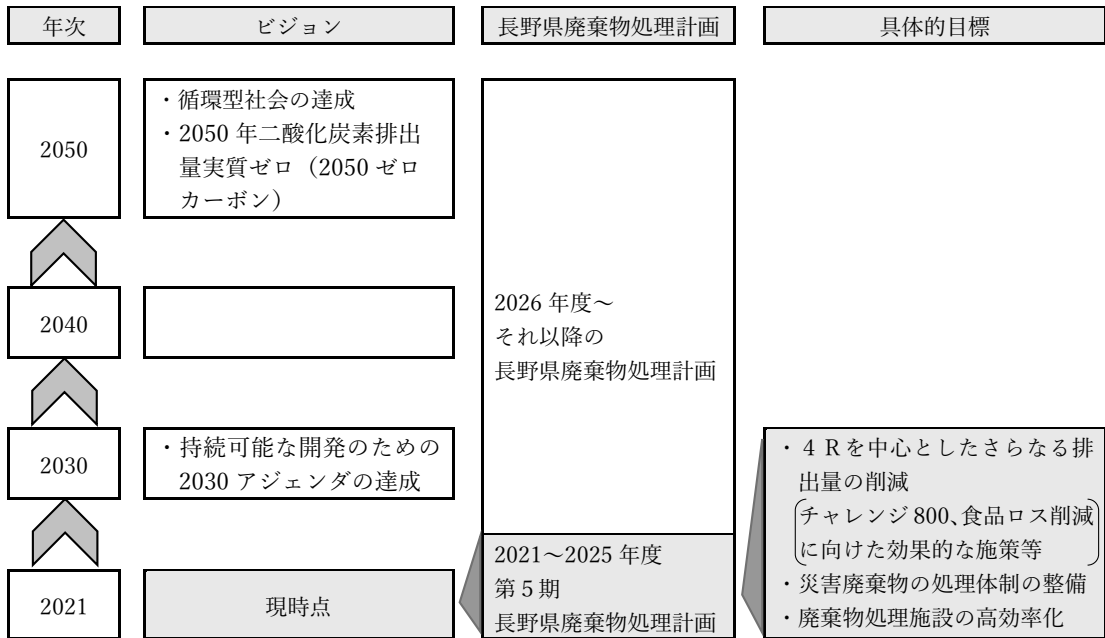 年次
ビジョン
長野県廃棄物処理計画
具体的目標
2050
・循環型社会の達成
・2050 年二酸化炭素排出
量実質ゼロ（2050 ゼロ
カーボン）
2040
2026 年度～
それ以降の
長野県廃棄物処理計画
2030
・持続可能な開発のための
2030 アジェンダの達成
2021
現時点
2021～2025 年度
第５期
長野県廃棄物処理計画
・４Ｒを中心としたさらなる排
出量の削減
チャレンジ 800、食品ロス削減
に向けた効果的な施策等
・災害廃棄物の処理体制の整備
・廃棄物処理施設の高効率化